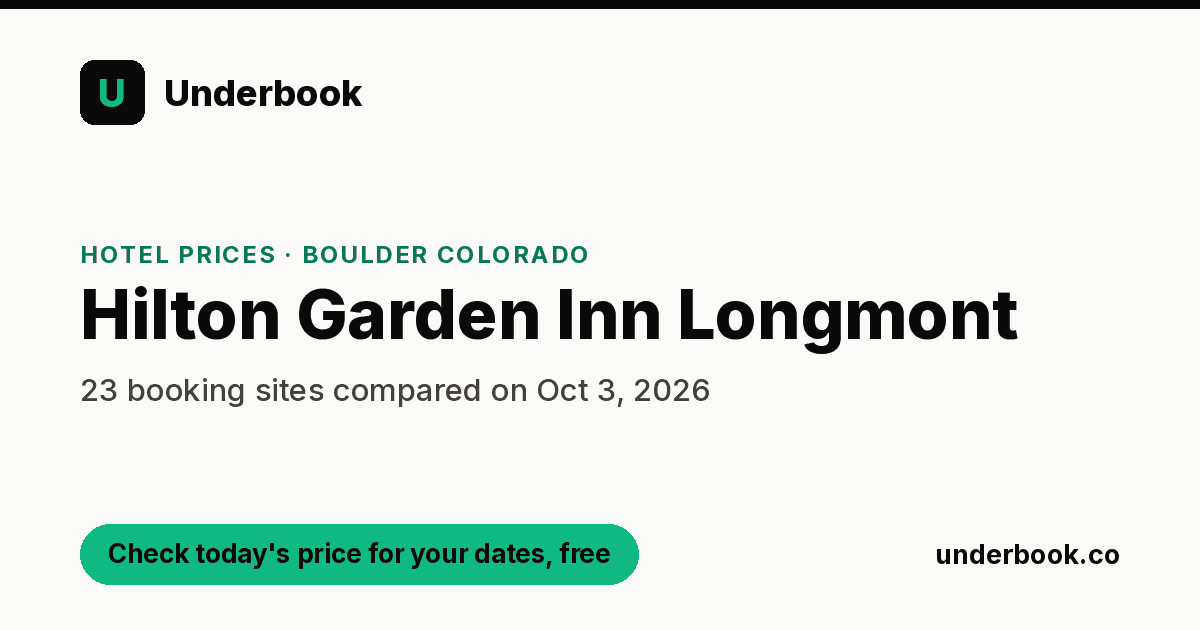 U Underbook
HOTEL PRICES · BOULDER COLORADO
Hilton Garden Inn Longmont
23 booking sites compared on Oct 3, 2026
Check today's price for your dates, free
underbook.co